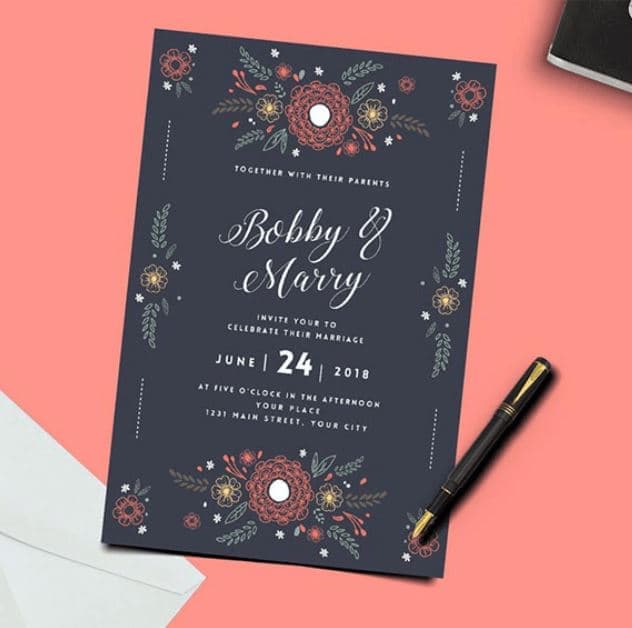 TOGETHER WITH THEIR PARENTS
Bobby &
Marry
INVITE YOUR TO
CELEBRATE THEIR MARRIAGE
JUNE | 24 | 2018
AT FIVE O'CLOCK IN THE AFTERNOON
YOUR PLACE
1231 MAIN STREET, YOUR CITY